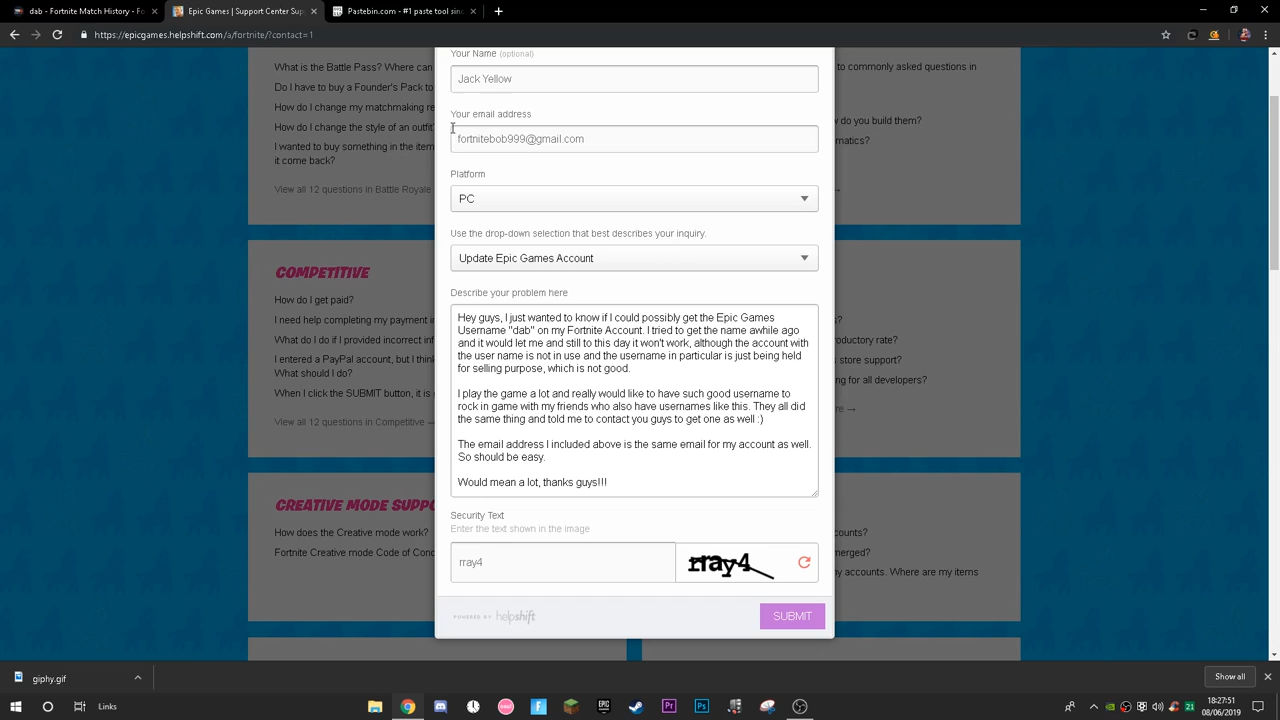 dab - Fortnite Match History - Fo
Epic Games | Support Center Sup
Pastebin.com - #1 paste tool sinc
https://epicgames.helpshift.com/a/fortnite/?contact=1
What is the Battle Pass? Where can
Do I have to buy a Founder's Pack to
How do I change my matchmaking re
How do I change the style of an outfit
I wanted to buy something in the item
it come back?
View all 12 questions in Battle Royale
COMPETITIVE
How do I get paid?
I need help completing my payment i
What do I do if I provided incorrect inf
I entered a PayPal account, but I think
What should I do?
When I click the SUBMIT button, it is
View all 12 questions in Competitive →
CREATIVE MODE SUPPO
How does the Creative mode work?
Fortnite Creative mode Code of Cond
Your Name (optional)
Jack Yellow
Your email address
fortnitebob999@gmail.com
Platform
PC
Use the drop-down selection that best describes your inquiry.
Update Epic Games Account
Describe your problem here
Hey guys, I just wanted to know if I could possibly get the Epic Games
Username "dab" on my Fortnite Account. I tried to get the name awhile ago
and it would let me and still to this day it won't work, although the account with
the user name is not in use and the username in particular is just being held
for selling purpose, which is not good.
I play the game a lot and really would like to have such good username to
rock in game with my friends who also have usernames like this. They all did
the same thing and told me to contact you guys to get one as well :)
The email address I included above is the same email for my account as well.
So should be easy.
Would mean a lot, thanks guys!!!
Security Text
Enter the text shown in the image
rray4
rray4
POWERED BY helpshift
SUBMIT
to commonly asked questions in
do you build them?
matics?
s?
roductory rate?
store support?
ng for all developers?
re →
counts?
merged?
my accounts. Where are my items
giphy.gif
Show all
Links
18:27:51
08/06/2019
21